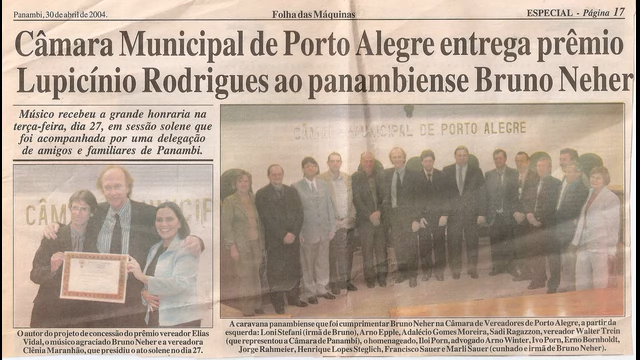 Panambi, 30 de abril de 2004.
Folha das Máquinas
ESPECIAL - Página 17
Câmara Municipal de Porto Alegre entrega prêmio
Lupicínio Rodrigues ao panambiense Bruno Neher
Músico recebeu a grande honraria na
terça-feira, dia 27, em sessão solene que
foi acompanhada por uma delegação
de amigos e familiares de Panambi.
CÂM MUNICIPAL DE PORTO ALEGRE
CÂM UNICIP
O autor do projeto de concessão do prêmio vereador Elias
Vidal, o músico agraciado Bruno Neher e a vereadora
Clênia Maranhão, que presidiu o ato solene no dia 27.
A caravana panambiense que foi cumprimentar Bruno Neher na Câmara de Vereadores de Porto Alegre, a partir da
esquerda: Loni Stefani (irmã de Bruno), Arno Epple, Adalécio Gomes Moreira, Sadi Ragazzon, vereador Walter Trein
(que representou a Câmara de Panambi), o homenageado, Iloi Porn, advogado Arno Winter, Ivo Porn, Erno Bornholdt,
Jorge Rahmeier, Henrique Lopes Steglich, Francisco Sauer e Marli Sauer (cunhado e irmã de Bruno Neher).